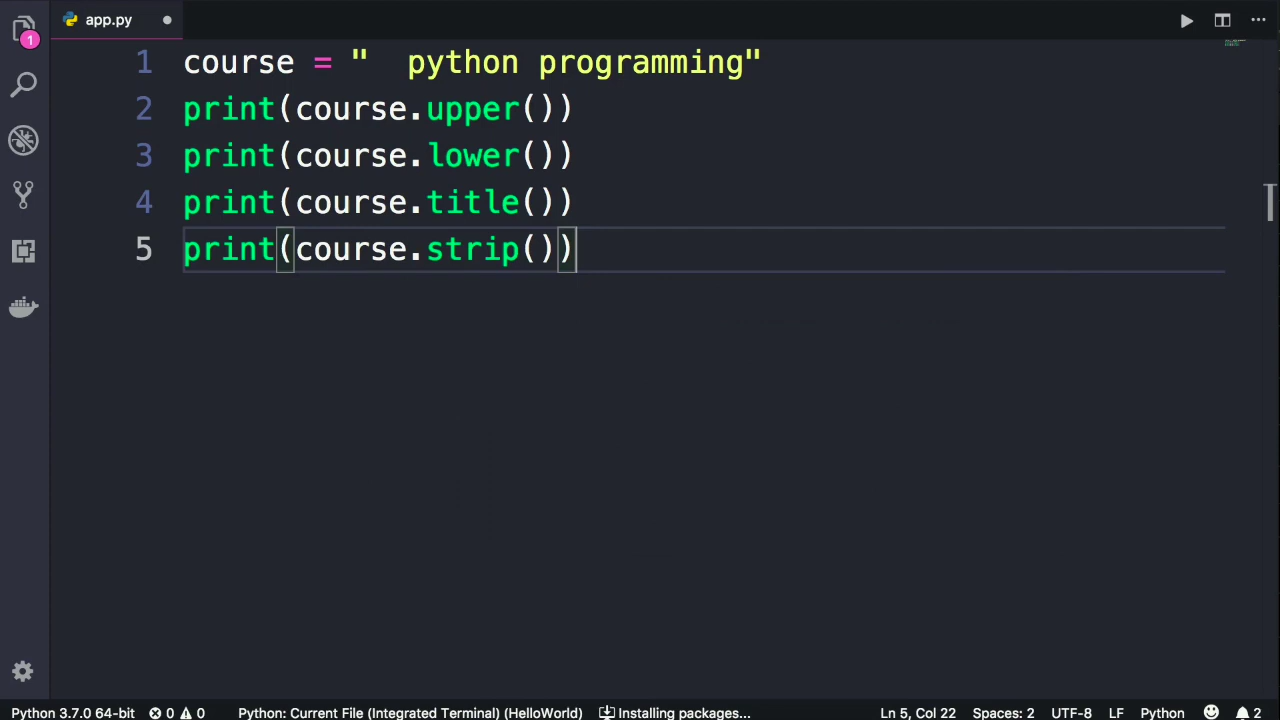 1
app.py
1 course = "  python programming"
2 print(course.upper())
3 print(course.lower())
4 print(course.title())
5 print(course.strip())
Python 3.7.0 64-bit 0 0 Python: Current File (Integrated Terminal) (HelloWorld) Installing packages... Ln 5, Col 22 Spaces: 2 UTF-8 LF Python 2